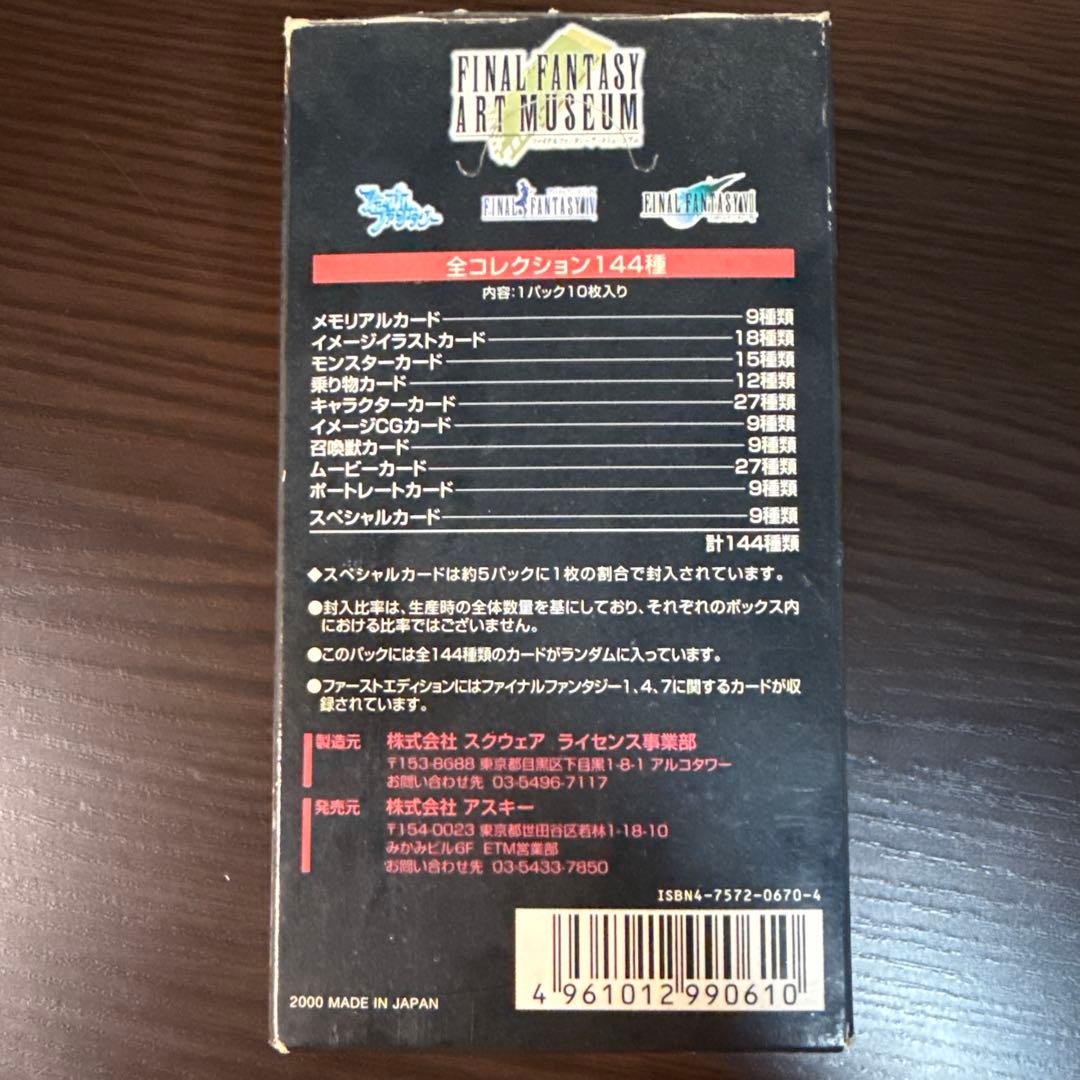 FINAL FANTASY
ART MUSEUM
ファイナルファンタジーアートミュージアム
ファイナルファンタジー
FINAL FANTASY IV
FINAL FANTASY VII
全コレクション144種
内容:1パック10枚入り
メモリアルカード 9種類
イメージイラストカード 18種類
モンスターカード 15種類
乗り物カード 12種類
キャラクターカード 27種類
イメージCGカード 9種類
召喚獣カード 9種類
ムービーカード 27種類
ポートレートカード 9種類
スペシャルカード 9種類
計144種類
◆スペシャルカードは約5パックに1枚の割合で封入されています。
●封入比率は、生産時の全体数量を基にしており、それぞれのボックス内
における比率ではございません。
●このパックには全144種類のカードがランダムに入っています。
●ファーストエディションにはファイナルファンタジー1、4、7に関するカードが収
録されています。
製造元 株式会社 スクウェア ライセンス事業部
〒153-8688 東京都目黒区下目黒1-8-1 アルコタワー
お問い合わせ先 03-5496-7117
発売元 株式会社 アスキー
〒154-0023 東京都世田谷区若林1-18-10
みかみビル6F ETM営業部
お問い合わせ先 03-5433-7850
ISBN4-7572-0670-4
4 961012 990610
2000 MADE IN JAPAN